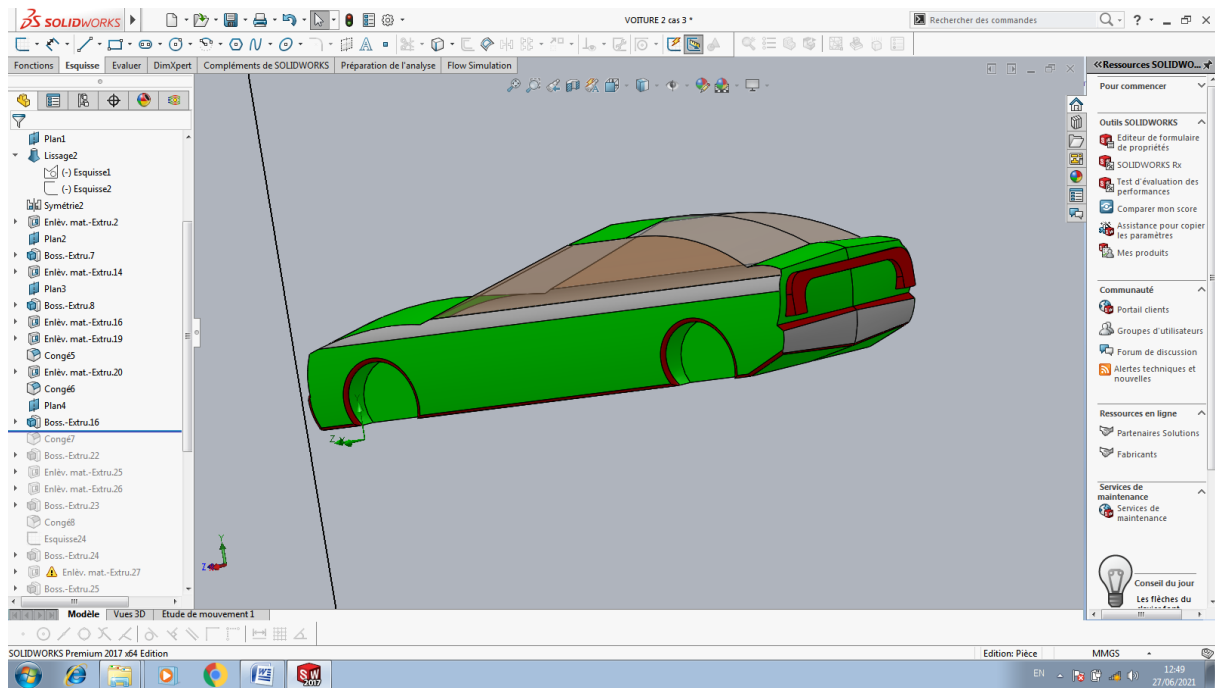 SOLIDWORKS
VOITURE 2 cas 3 *
Rechercher des commandes
Fonctions
Esquisse
Evaluer
DimXpert
Compléments de SOLIDWORKS
Préparation de l'analyse
Flow Simulation
Plan1
Lissage2
(-) Esquisse1
(-) Esquisse2
Symétrie2
Enlèv. mat.-Extru.2
Plan2
Boss.-Extru.7
Enlèv. mat.-Extru.14
Plan3
Boss.-Extru.8
Enlèv. mat.-Extru.16
Enlèv. mat.-Extru.19
Congé5
Enlèv. mat.-Extru.20
Congé6
Plan4
Boss.-Extru.16
Congé7
Boss.-Extru.22
Enlèv. mat.-Extru.25
Enlèv. mat.-Extru.26
Boss.-Extru.23
Congé8
Esquisse24
Boss.-Extru.24
Enlèv. mat.-Extru.27
Boss.-Extru.25
Y
Z X
Y
Z
Ressources SOLIDWO...
Pour commencer
Outils SOLIDWORKS
Editeur de formulaire
de propriétés
SOLIDWORKS Rx
Test d'évaluation des
performances
Comparer mon score
Assistance pour copier
les paramètres
Mes produits
Communauté
Portail clients
Groupes d'utilisateurs
Forum de discussion
Alertes techniques et
nouvelles
Ressources en ligne
Partenaires Solutions
Fabricants
Services de
maintenance
Services de
maintenance
Conseil du jour
Les flèches du
Modèle
Vues 3D
Etude de mouvement 1
SOLIDWORKS Premium 2017 x64 Edition
Edition: Pièce
MMGS
SW
2017
EN
12:49
27/06/2021